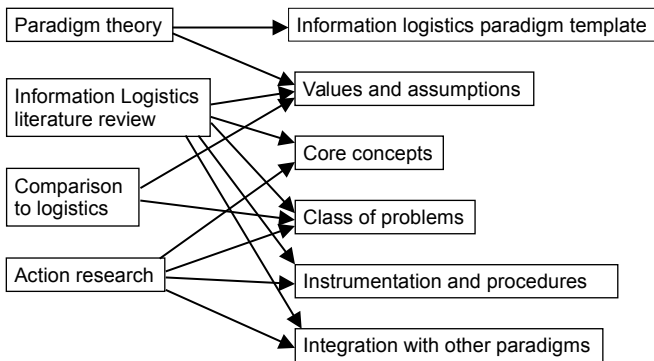 Paradigm theory
Information Logistics
literature review
Comparison
to logistics
Action research
Information logistics paradigm template
Values and assumptions
Core concepts
Class of problems
Instrumentation and procedures
Integration with other paradigms